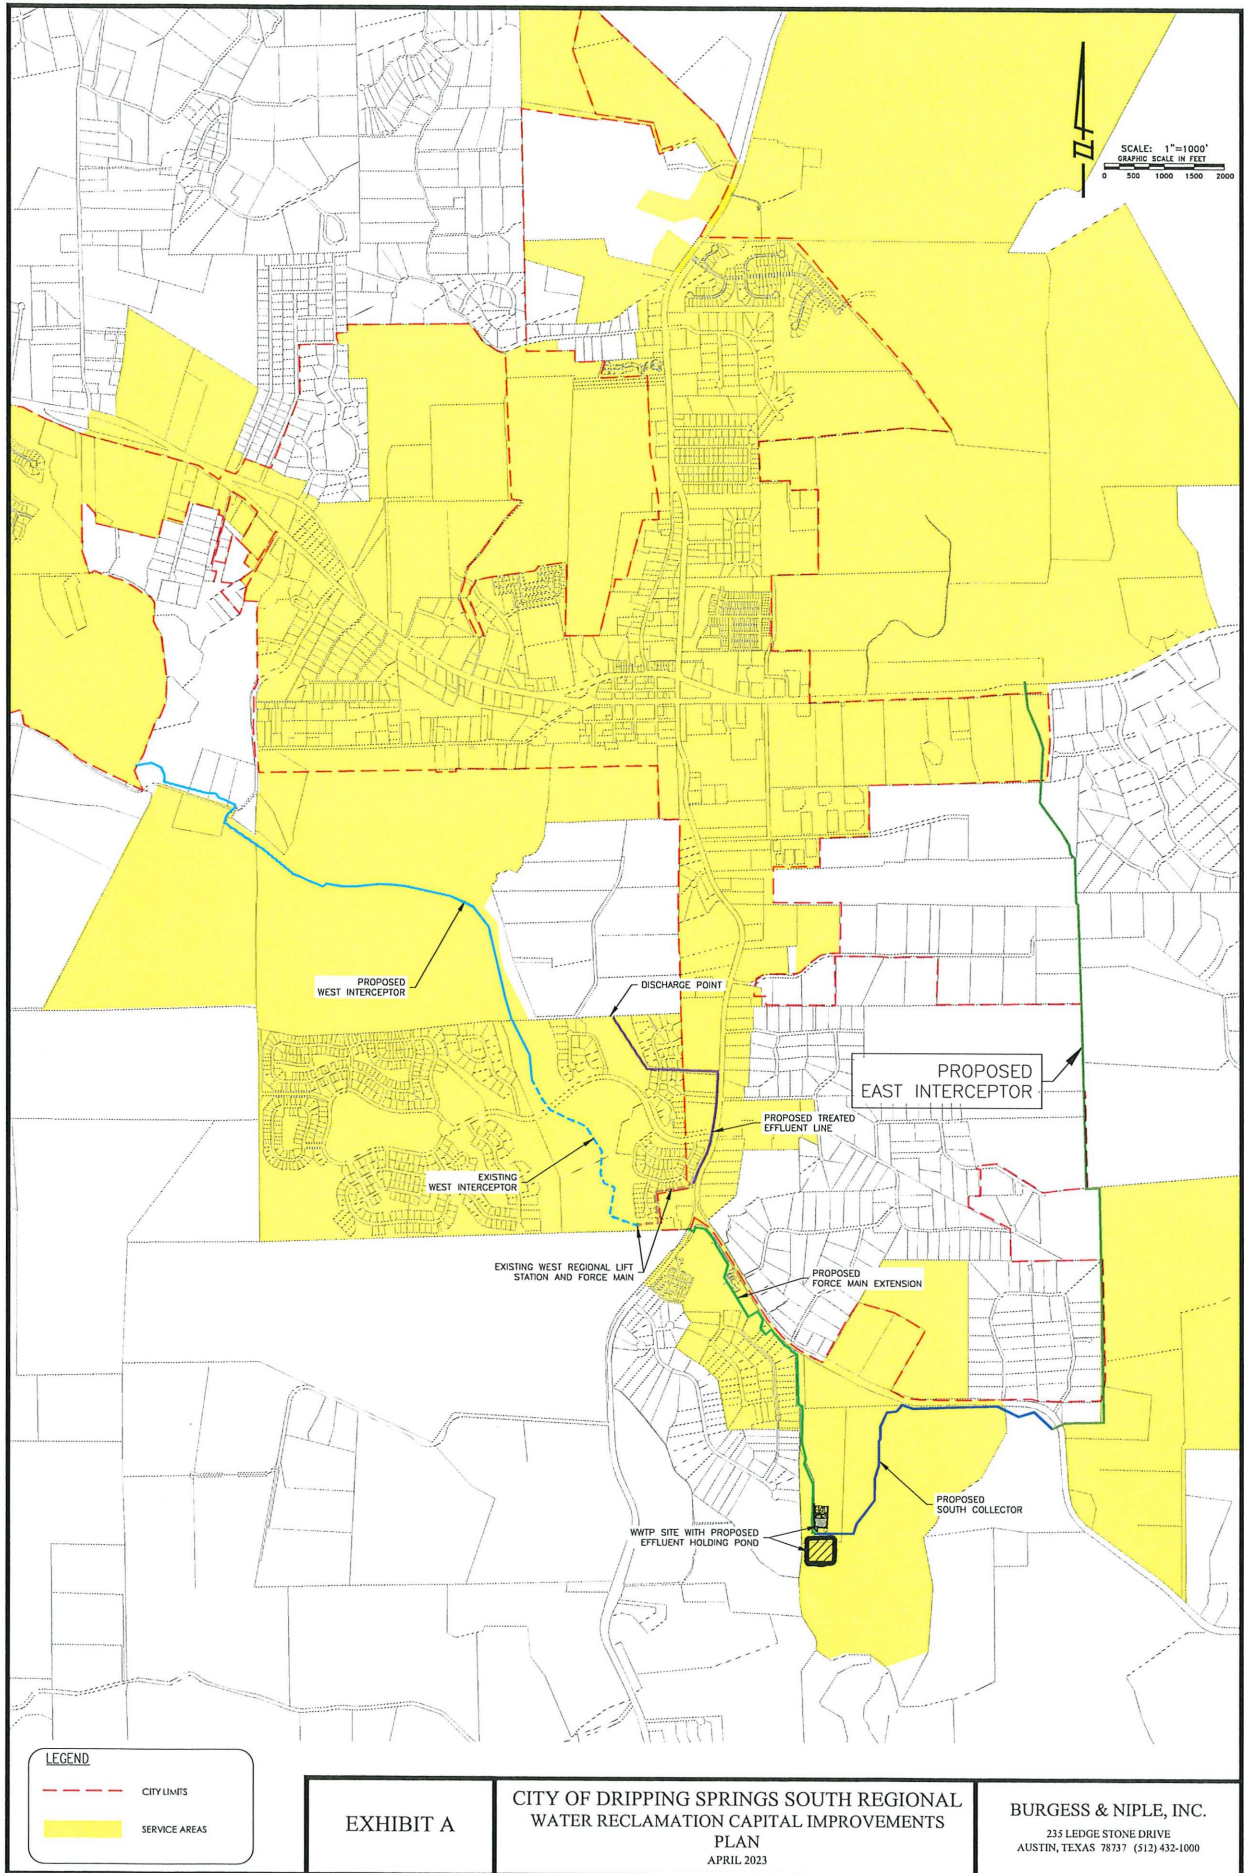 SCALE: 1"=1000'
GRAPHIC SCALE IN FEET
0 500 1000 1500 2000
PROPOSED
WEST INTERCEPTOR
DISCHARGE POINT
PROPOSED
EAST INTERCEPTOR
PROPOSED TREATED
EFFLUENT LINE
EXISTING
WEST INTERCEPTOR
EXISTING WEST REGIONAL LIFT
STATION AND FORCE MAIN
PROPOSED
FORCE MAIN EXTENSION
PROPOSED
SOUTH COLLECTOR
WWTP SITE WITH PROPOSED
EFFLUENT HOLDING POND
LEGEND
CITY LIMITS
SERVICE AREAS
EXHIBIT A
CITY OF DRIPPING SPRINGS SOUTH REGIONAL
WATER RECLAMATION CAPITAL IMPROVEMENTS
PLAN
APRIL 2023
BURGESS & NIPLE, INC.
235 LEDGE STONE DRIVE
AUSTIN, TEXAS 78737 (512) 432-1000